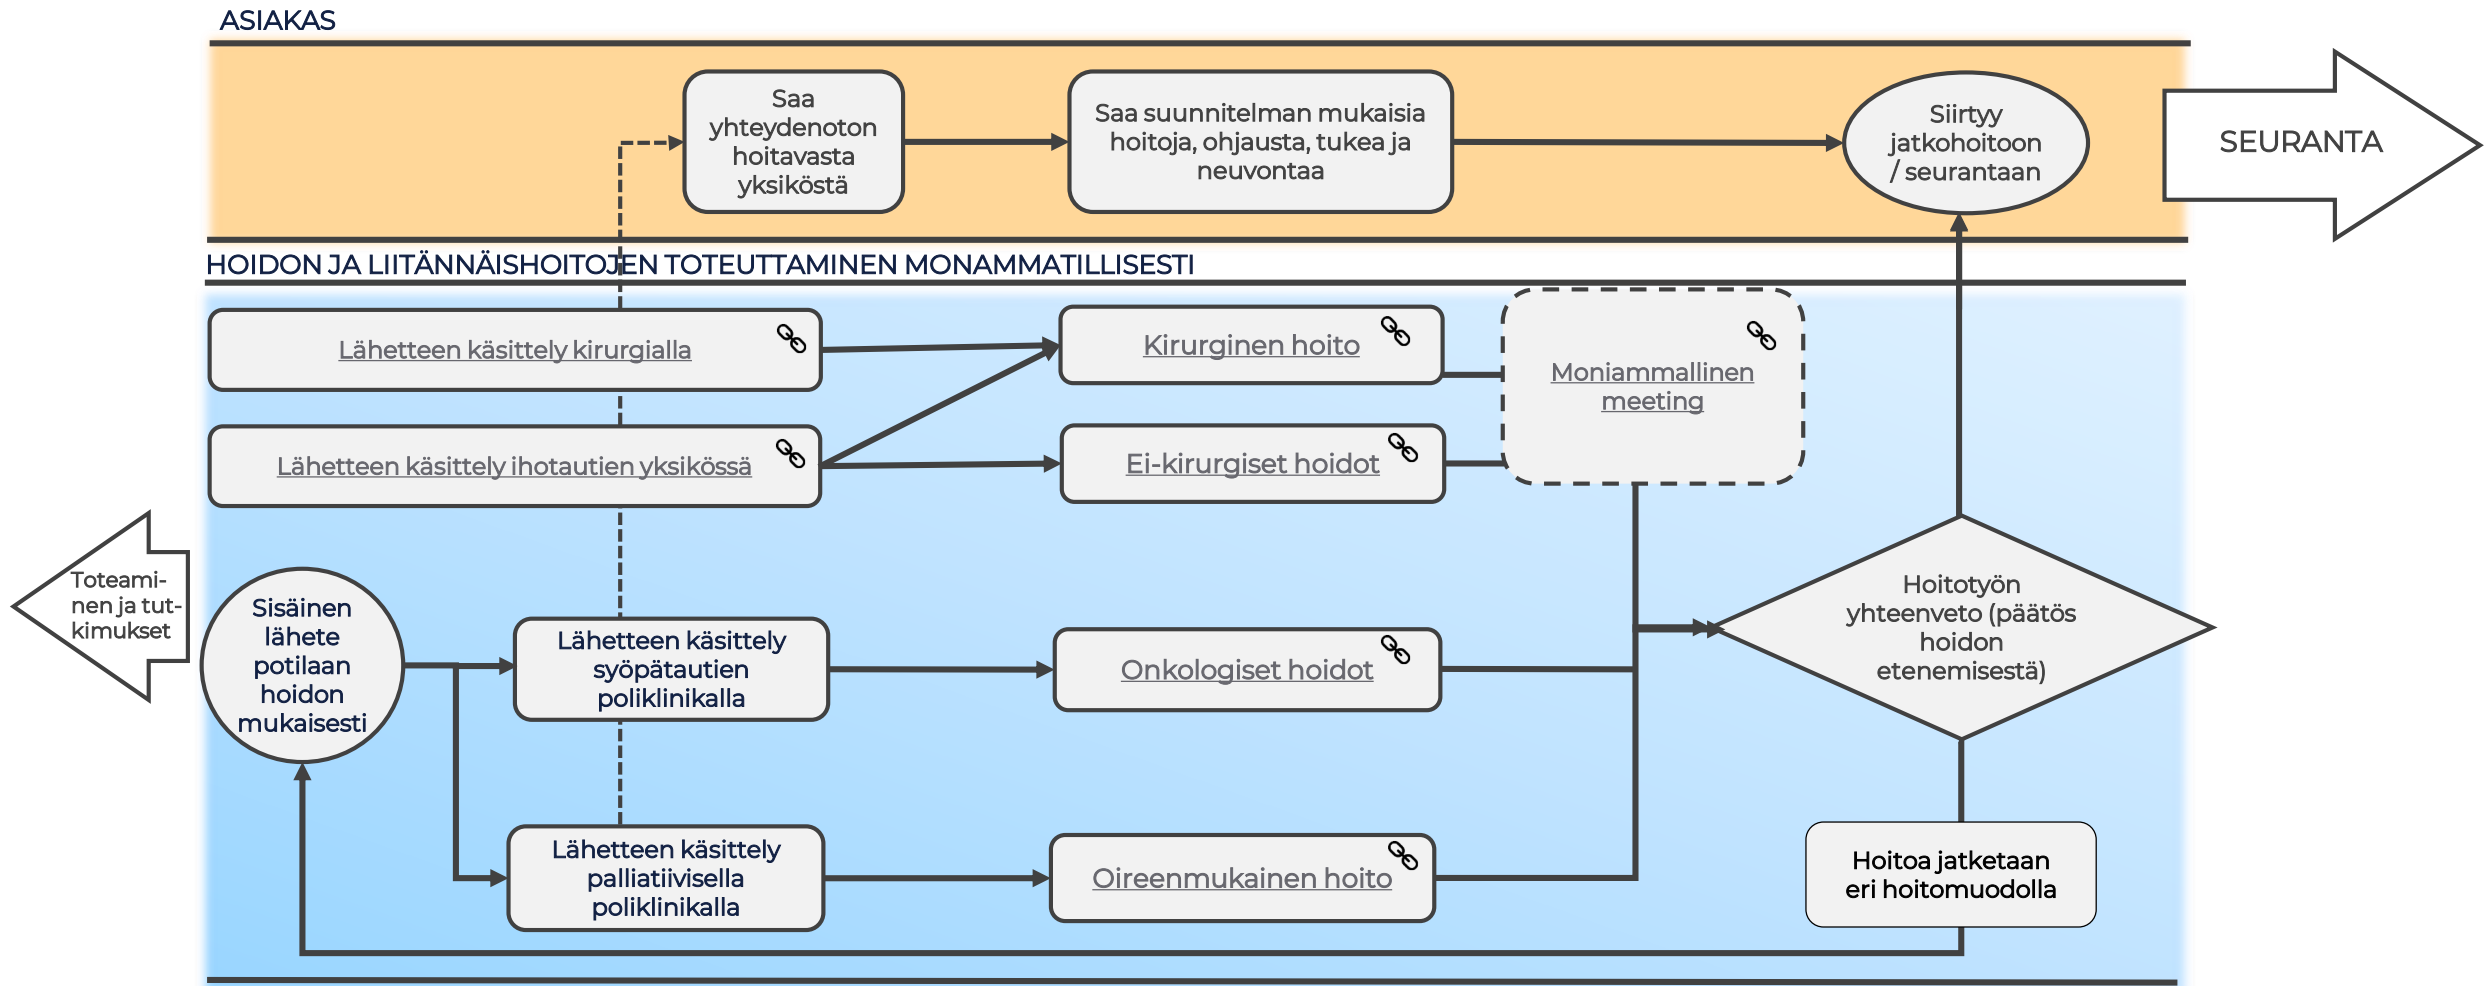 ASIAKAS
Saa
yhteydenoton
hoitavasta
yksiköstä
Saa suunnitelman mukaisia
hoitoja, ohjausta, tukea ja
neuvontaa
Siirtyy
jatkohoitoon
/ seurantaan
SEURANTA
HOIDON JA LIITÄNNÄISHOITOJEN TOTEUTTAMINEN MONAMMATILLISESTI
Lähetteen käsittely kirurgialla
Kirurginen hoito
Moniammallinen
meeting
Lähetteen käsittely ihotautien yksikössä
Ei-kirurgiset hoidot
Toteami-
nen ja tut-
kimukset
Sisäinen
lähete
potilaan
hoidon
mukaisesti
Lähetteen käsittely
syöpätautien
poliklinikalla
Onkologiset hoidot
Hoitotyön
yhteenveto (päätös
hoidon
etenemisestä)
Lähetteen käsittely
palliatiivisella
poliklinikalla
Oireenmukainen hoito
Hoitoa jatketaan
eri hoitomuodolla